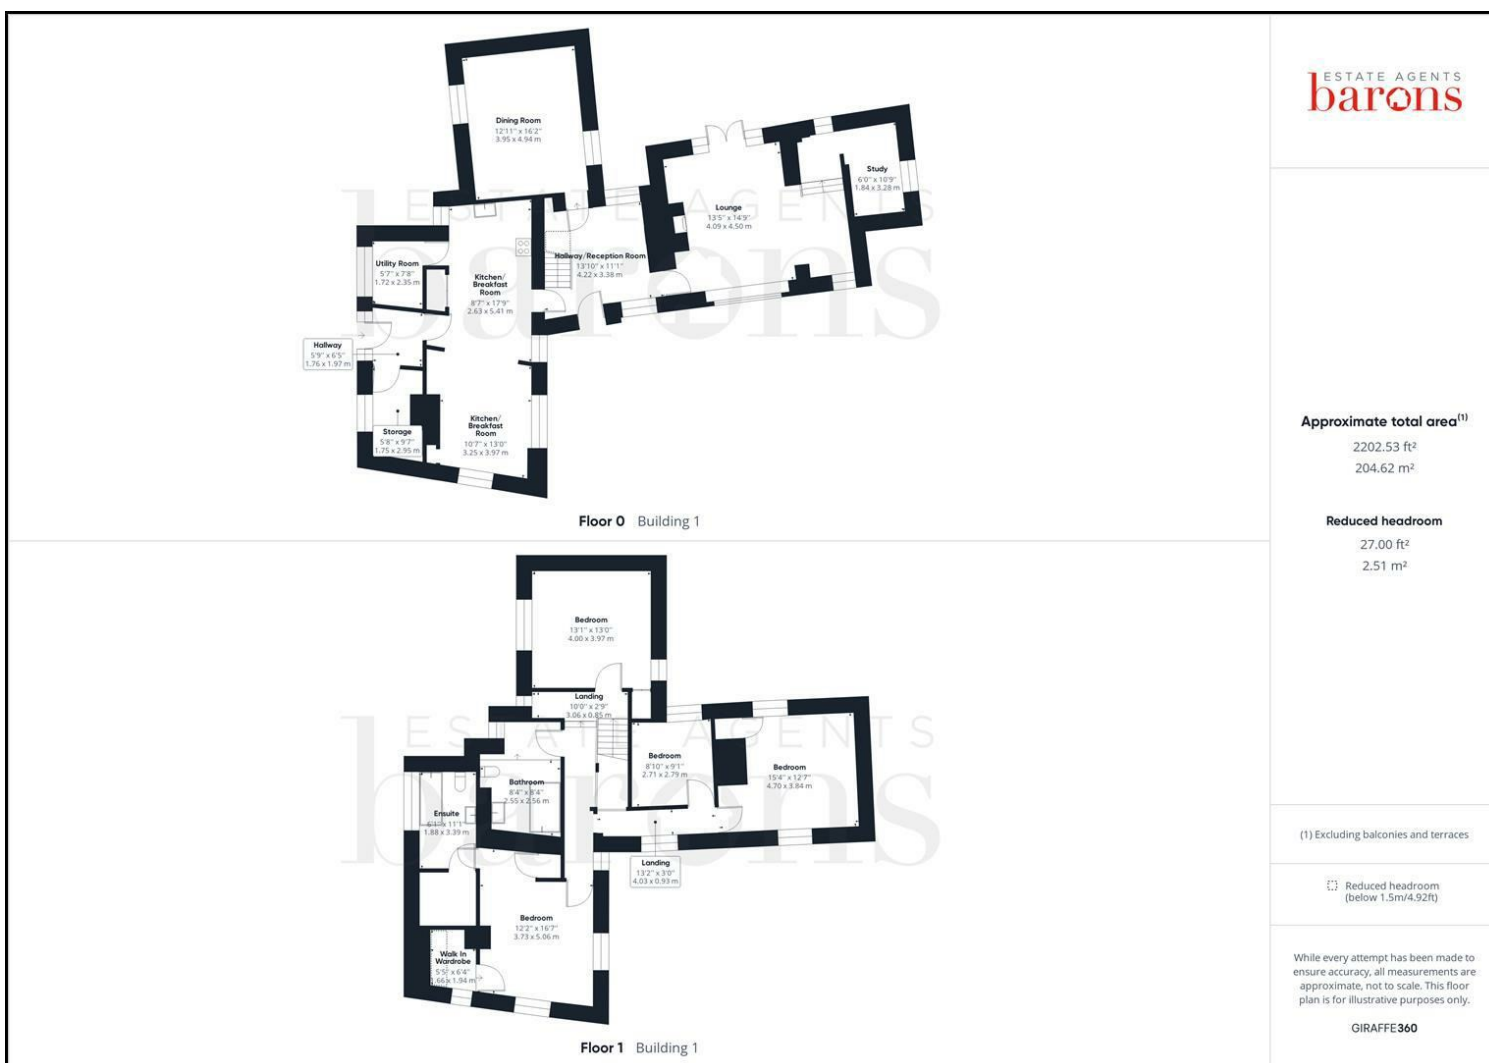 ESTATE AGENTS
barons
Dining Room
12'11" x 16'2"
3.95 x 4.94 m
Study
6'0" x 10'9"
1.84 x 3.28 m
Lounge
13'5" x 14'9"
4.09 x 4.50 m
Hallway/Reception Room
13'10" x 11'1"
4.22 x 3.38 m
Utility Room
5'7" x 7'8"
1.72 x 2.35 m
Kitchen/
Breakfast
Room
8'7" x 17'9"
2.63 x 5.41 m
Hallway
5'9" x 6'5"
1.76 x 1.97 m
Kitchen/
Breakfast
Room
10'7" x 13'0"
3.25 x 3.97 m
Storage
5'8" x 9'7"
1.75 x 2.95 m
ESTATE AGENTS
barons
Floor 0 Building 1
Bedroom
13'1" x 13'0"
4.00 x 3.97 m
Landing
10'0" x 2'9"
3.06 x 0.85 m
Bedroom
8'10" x 9'1"
2.71 x 2.79 m
Bedroom
15'4" x 12'7"
4.70 x 3.84 m
Bathroom
8'4" x 8'4"
2.55 x 2.56 m
Ensuite
6'1" x 11'1"
1.88 x 3.39 m
Landing
13'2" x 3'0"
4.03 x 0.93 m
Bedroom
12'2" x 16'7"
3.73 x 5.06 m
Walk In
Wardrobe
5'5" x 6'4"
1.66 x 1.94 m
ESTATE AGENTS
barons
Floor 1 Building 1
Approximate total area(1)
2202.53 ft²
204.62 m²
Reduced headroom
27.00 ft²
2.51 m²
(1) Excluding balconies and terraces
Reduced headroom
(below 1.5m/4.92ft)
While every attempt has been made to
ensure accuracy, all measurements are
approximate, not to scale. This floor
plan is for illustrative purposes only.
GIRAFFE360